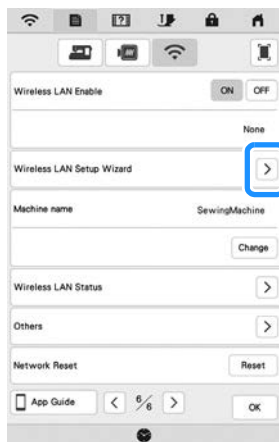 Wireless LAN Enable ON OFF
None
Wireless LAN Setup Wizard >
Machine name SewingMachine
Change
Wireless LAN Status >
Others >
Network Reset Reset
App Guide < 6/6 > OK